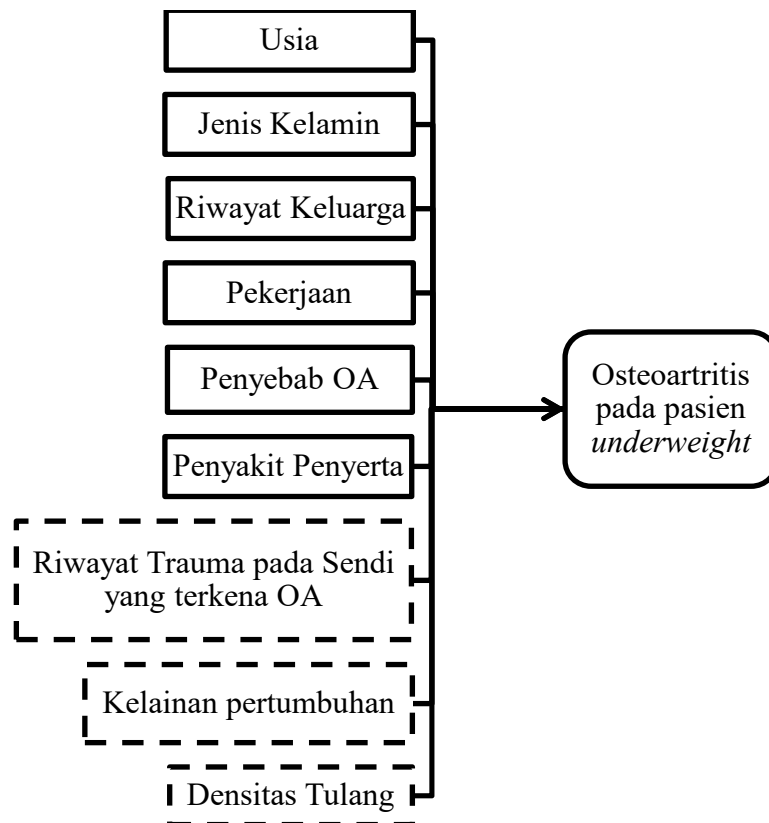 Usia
Jenis Kelamin
Riwayat Keluarga
Pekerjaan
Penyebab OA
Penyakit Penyerta
Riwayat Trauma pada Sendi
yang terkena OA
Kelainan pertumbuhan
Densitas Tulang
Osteoartritis
pada pasien
underweight